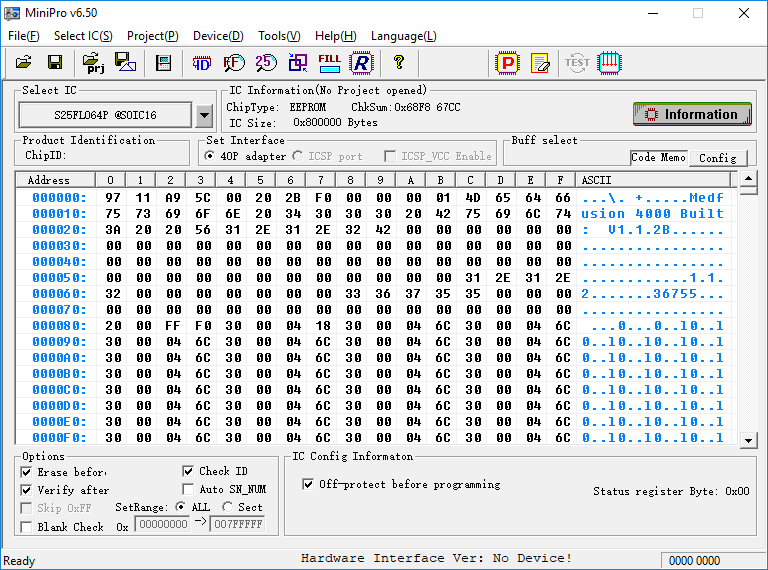 MiniPro v6.50
File(F) Select IC(S) Project(P) Device(D) Tools(V) Help(H) Language(L)
prj ID F 25 FILL R ? P TEST
Select IC
S25FL064P @SOIC16
IC Information(No Project opened)
ChipType: EEPROM ChkSum:0x68F8 67CC
IC Size: 0x800000 Bytes
Information
Product Identification
ChipID:
Set Interface
40P adapter ICSP port ICSP_VCC Enable
Buff select
Code Memo Config
Address 0 1 2 3 4 5 6 7 8 9 A B C D E F ASCII
000000: 97 11 A9 5C 00 20 2B F0 00 00 00 01 4D 65 64 66 ...\. +.....Medf
000010: 75 73 69 6F 6E 20 34 30 30 30 20 42 75 69 6C 74 usion 4000 Built
000020: 3A 20 20 56 31 2E 31 2E 32 42 00 00 00 00 00 00 :  V1.1.2B......
000030: 00 00 00 00 00 00 00 00 00 00 00 00 00 00 00 00 ................
000040: 00 00 00 00 00 00 00 00 00 00 00 00 00 00 00 00 ................
000050: 00 00 00 00 00 00 00 00 00 00 00 00 31 2E 31 2E ............1.1.
000060: 32 00 00 00 00 00 00 00 33 36 37 35 35 00 00 00 2.......36755...
000070: 00 00 00 00 00 00 00 00 00 00 00 00 00 00 00 00 ................
000080: 20 00 FF F0 30 00 04 18 30 00 04 6C 30 00 04 6C  ...0...0..l0..l
000090: 30 00 04 6C 30 00 04 6C 30 00 04 6C 30 00 04 6C 0..l0..l0..l0..l
0000A0: 30 00 04 6C 30 00 04 6C 30 00 04 6C 30 00 04 6C 0..l0..l0..l0..l
0000B0: 30 00 04 6C 30 00 04 6C 30 00 04 6C 30 00 04 6C 0..l0..l0..l0..l
0000C0: 30 00 04 6C 30 00 04 6C 30 00 04 6C 30 00 04 6C 0..l0..l0..l0..l
0000D0: 30 00 04 6C 30 00 04 6C 30 00 04 6C 30 00 04 6C 0..l0..l0..l0..l
0000E0: 30 00 04 6C 30 00 04 6C 30 00 04 6C 30 00 04 6C 0..l0..l0..l0..l
0000F0: 30 00 04 6C 30 00 04 6C 30 00 04 6C 30 00 04 6C 0..l0..l0..l0..l
Options
Erase befor Check ID
Verify after Auto SN_NUM
Skip 0xFF SetRange: ALL Sect
Blank Check 0x 00000000 -> 007FFFFF
IC Config Informaton
Off-protect before programming
Status register Byte: 0x00
Ready Hardware Interface Ver: No Device! 0000 0000